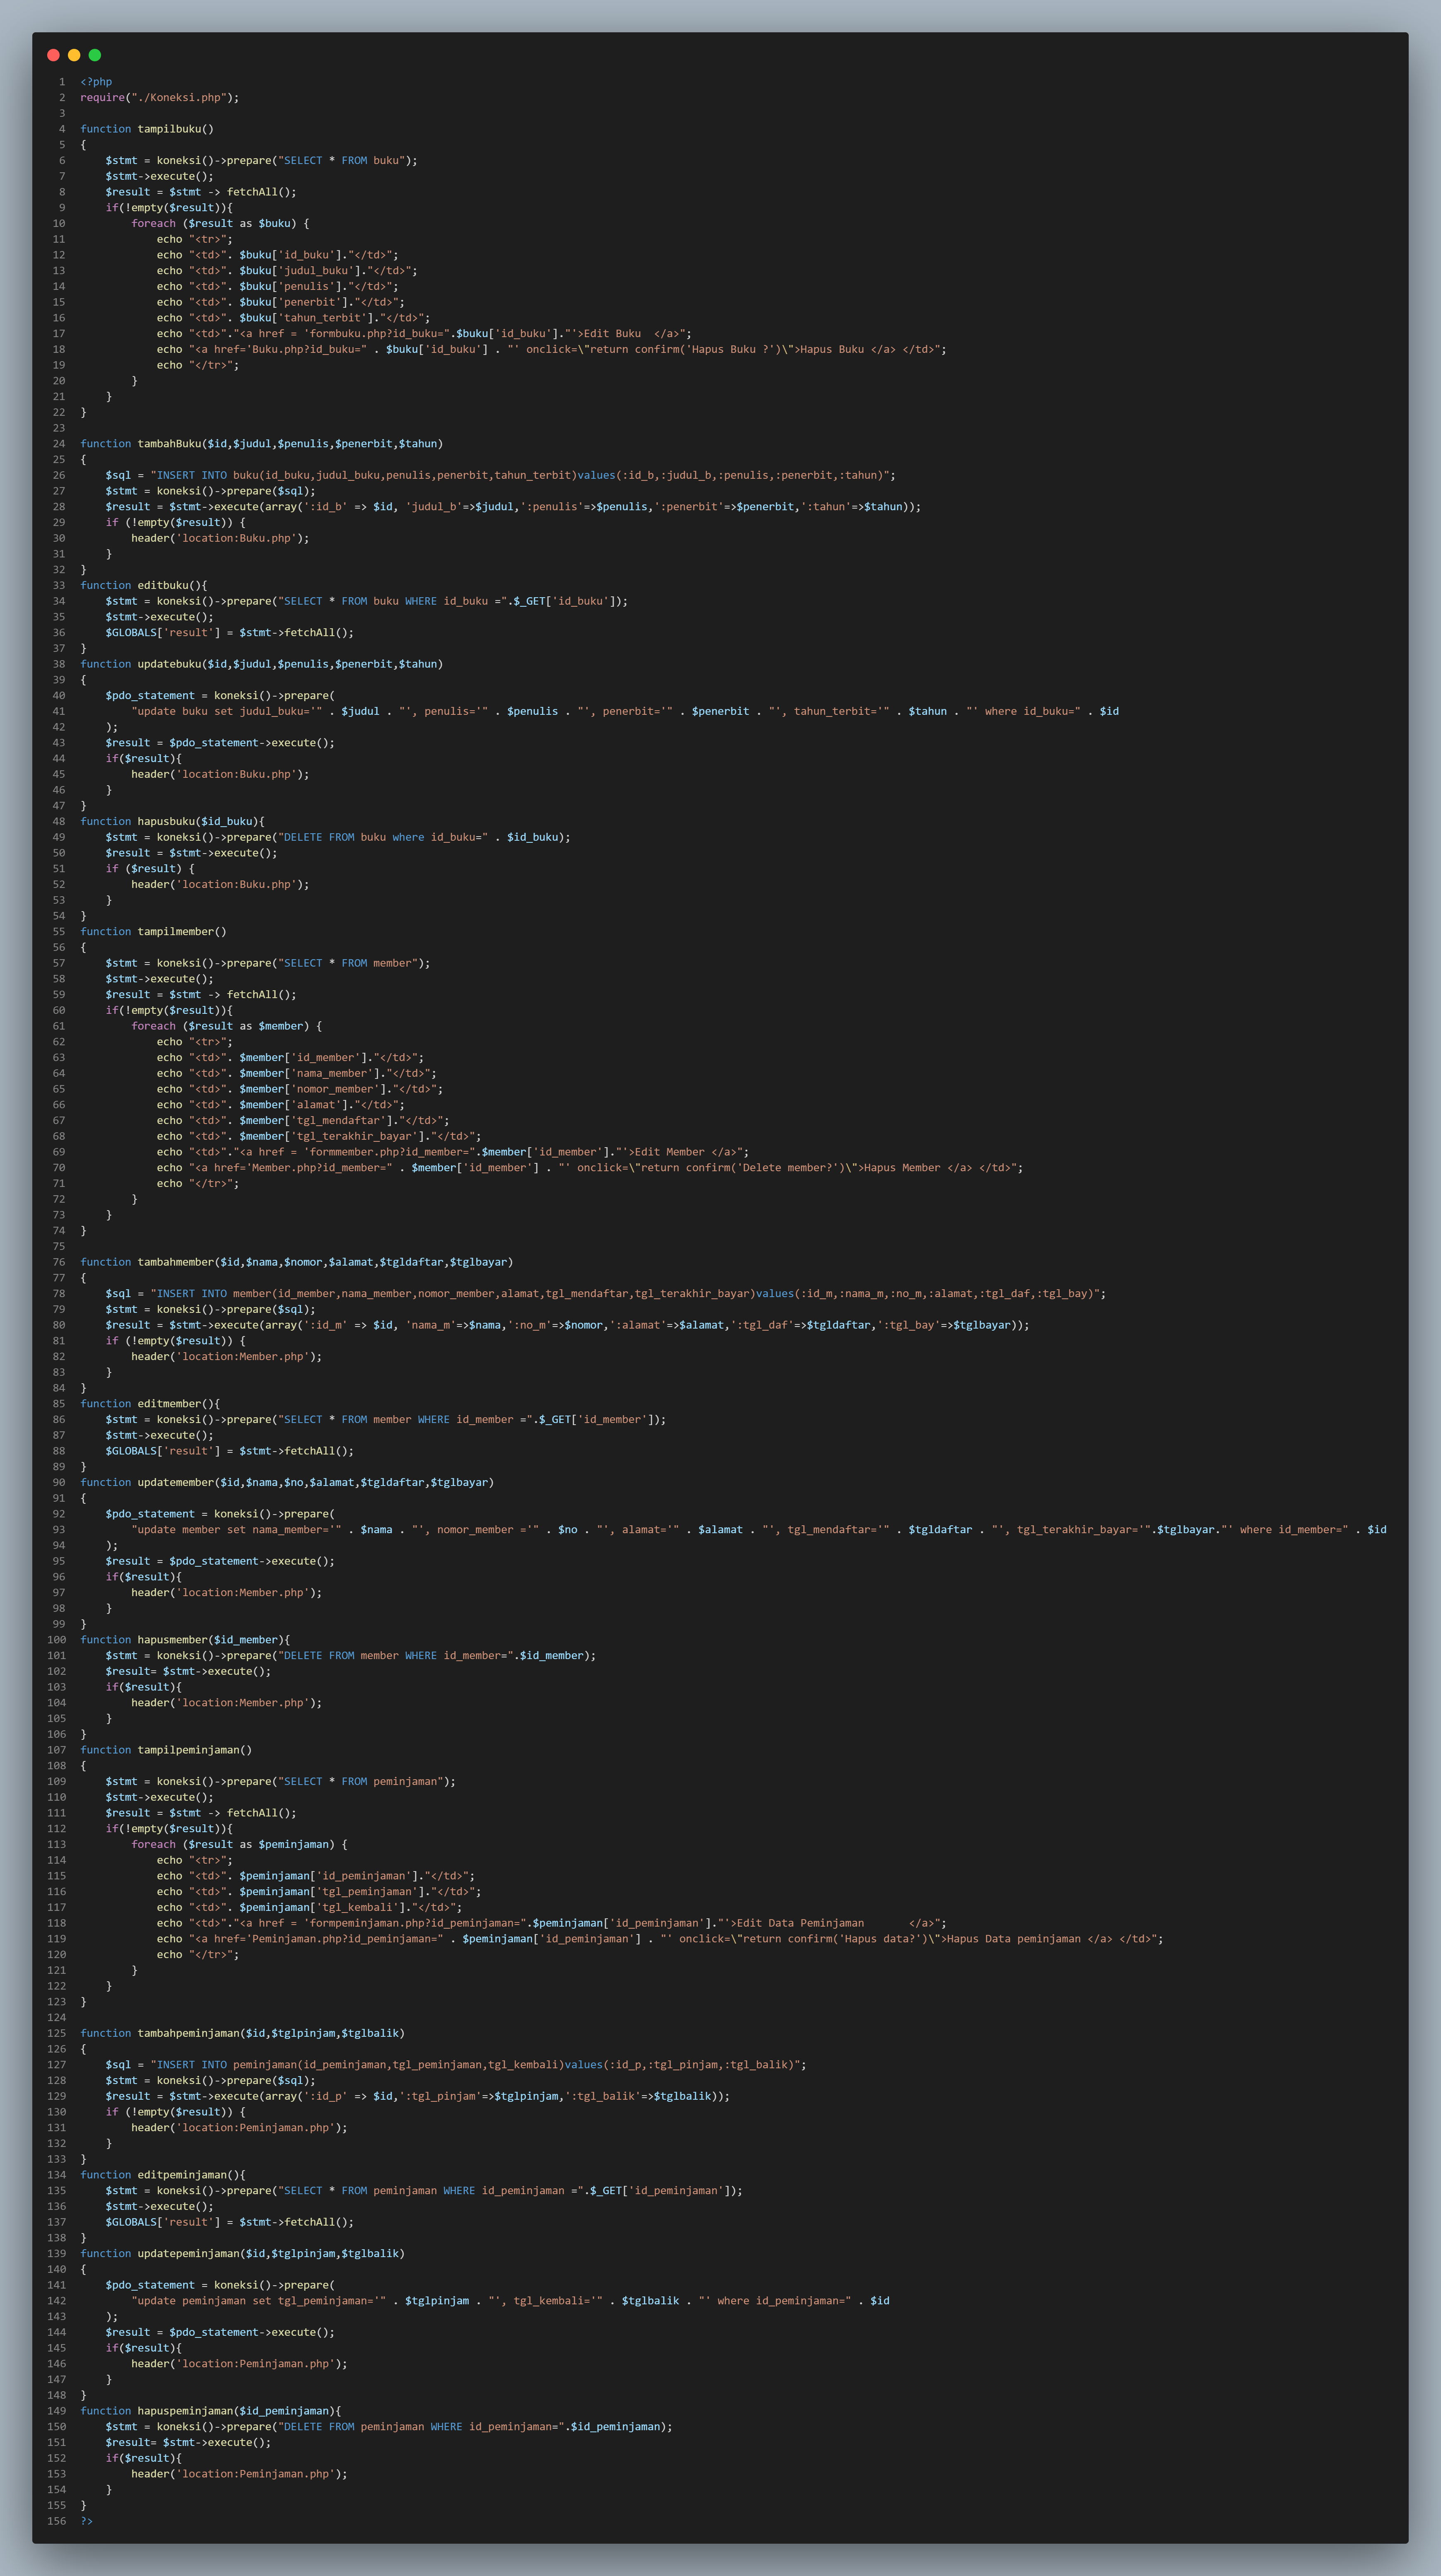 1 <?php
2 require("./Koneksi.php");
3
4 function tampilbuku()
5 {
6     $stmt = koneksi()->prepare("SELECT * FROM buku");
7     $stmt->execute();
8     $result = $stmt -> fetchAll();
9     if(!empty($result)){
10         foreach ($result as $buku) {
11             echo "<tr>";
12             echo "<td>". $buku['id_buku']."</td>";
13             echo "<td>". $buku['judul_buku']."</td>";
14             echo "<td>". $buku['penulis']."</td>";
15             echo "<td>". $buku['penerbit']."</td>";
16             echo "<td>". $buku['tahun_terbit']."</td>";
17             echo "<td>"."<a href = 'formbuku.php?id_buku=".$buku['id_buku']."'>Edit Buku  </a>";
18             echo "<a href='Buku.php?id_buku=" . $buku['id_buku'] . "' onclick=\"return confirm('Hapus Buku ?')\">Hapus Buku </a> </td>";
19             echo "</tr>";
20         }
21     }
22 }
23
24 function tambahBuku($id,$judul,$penulis,$penerbit,$tahun)
25 {
26     $sql = "INSERT INTO buku(id_buku,judul_buku,penulis,penerbit,tahun_terbit)values(:id_b,:judul_b,:penulis,:penerbit,:tahun)";
27     $stmt = koneksi()->prepare($sql);
28     $result = $stmt->execute(array(':id_b' => $id, 'judul_b'=>$judul,':penulis'=>$penulis,':penerbit'=>$penerbit,':tahun'=>$tahun));
29     if (!empty($result)) {
30         header('location:Buku.php');
31     }
32 }
33 function editbuku(){
34     $stmt = koneksi()->prepare("SELECT * FROM buku WHERE id_buku =".$_GET['id_buku']);
35     $stmt->execute();
36     $GLOBALS['result'] = $stmt->fetchAll();
37 }
38 function updatebuku($id,$judul,$penulis,$penerbit,$tahun)
39 {
40     $pdo_statement = koneksi()->prepare(
41         "update buku set judul_buku='" . $judul . "', penulis='" . $penulis . "', penerbit='" . $penerbit . "', tahun_terbit='" . $tahun . "' where id_buku=" . $id
42     );
43     $result = $pdo_statement->execute();
44     if($result){
45         header('location:Buku.php');
46     }
47 }
48 function hapusbuku($id_buku){
49     $stmt = koneksi()->prepare("DELETE FROM buku where id_buku=" . $id_buku);
50     $result = $stmt->execute();
51     if ($result) {
52         header('location:Buku.php');
53     }
54 }
55 function tampilmember()
56 {
57     $stmt = koneksi()->prepare("SELECT * FROM member");
58     $stmt->execute();
59     $result = $stmt -> fetchAll();
60     if(!empty($result)){
61         foreach ($result as $member) {
62             echo "<tr>";
63             echo "<td>". $member['id_member']."</td>";
64             echo "<td>". $member['nama_member']."</td>";
65             echo "<td>". $member['nomor_member']."</td>";
66             echo "<td>". $member['alamat']."</td>";
67             echo "<td>". $member['tgl_mendaftar']."</td>";
68             echo "<td>". $member['tgl_terakhir_bayar']."</td>";
69             echo "<td>"."<a href = 'formmember.php?id_member=".$member['id_member']."'>Edit Member </a>";
70             echo "<a href='Member.php?id_member=" . $member['id_member'] . "' onclick=\"return confirm('Delete member?')\">Hapus Member </a> </td>";
71             echo "</tr>";
72         }
73     }
74 }
75
76 function tambahmember($id,$nama,$nomor,$alamat,$tgldaftar,$tglbayar)
77 {
78     $sql = "INSERT INTO member(id_member,nama_member,nomor_member,alamat,tgl_mendaftar,tgl_terakhir_bayar)values(:id_m,:nama_m,:no_m,:alamat,:tgl_daf,:tgl_bay)";
79     $stmt = koneksi()->prepare($sql);
80     $result = $stmt->execute(array(':id_m' => $id, 'nama_m'=>$nama,':no_m'=>$nomor,':alamat'=>$alamat,':tgl_daf'=>$tgldaftar,':tgl_bay'=>$tglbayar));
81     if (!empty($result)) {
82         header('location:Member.php');
83     }
84 }
85 function editmember(){
86     $stmt = koneksi()->prepare("SELECT * FROM member WHERE id_member =".$_GET['id_member']);
87     $stmt->execute();
88     $GLOBALS['result'] = $stmt->fetchAll();
89 }
90 function updatemember($id,$nama,$no,$alamat,$tgldaftar,$tglbayar)
91 {
92     $pdo_statement = koneksi()->prepare(
93         "update member set nama_member='" . $nama . "', nomor_member ='" . $no . "', alamat='" . $alamat . "', tgl_mendaftar='" . $tgldaftar . "', tgl_terakhir_bayar='".$tglbayar."' where id_member=" . $id
94     );
95     $result = $pdo_statement->execute();
96     if($result){
97         header('location:Member.php');
98     }
99 }
100 function hapusmember($id_member){
101     $stmt = koneksi()->prepare("DELETE FROM member WHERE id_member=".$id_member);
102     $result= $stmt->execute();
103     if($result){
104         header('location:Member.php');
105     }
106 }
107 function tampilpeminjaman()
108 {
109     $stmt = koneksi()->prepare("SELECT * FROM peminjaman");
110     $stmt->execute();
111     $result = $stmt -> fetchAll();
112     if(!empty($result)){
113         foreach ($result as $peminjaman) {
114             echo "<tr>";
115             echo "<td>". $peminjaman['id_peminjaman']."</td>";
116             echo "<td>". $peminjaman['tgl_peminjaman']."</td>";
117             echo "<td>". $peminjaman['tgl_kembali']."</td>";
118             echo "<td>"."<a href = 'formpeminjaman.php?id_peminjaman=".$peminjaman['id_peminjaman']."'>Edit Data Peminjaman       </a>";
119             echo "<a href='Peminjaman.php?id_peminjaman=" . $peminjaman['id_peminjaman'] . "' onclick=\"return confirm('Hapus data?')\">Hapus Data peminjaman </a> </td>";
120             echo "</tr>";
121         }
122     }
123 }
124
125 function tambahpeminjaman($id,$tglpinjam,$tglbalik)
126 {
127     $sql = "INSERT INTO peminjaman(id_peminjaman,tgl_peminjaman,tgl_kembali)values(:id_p,:tgl_pinjam,:tgl_balik)";
128     $stmt = koneksi()->prepare($sql);
129     $result = $stmt->execute(array(':id_p' => $id,':tgl_pinjam'=>$tglpinjam,':tgl_balik'=>$tglbalik));
130     if (!empty($result)) {
131         header('location:Peminjaman.php');
132     }
133 }
134 function editpeminjaman(){
135     $stmt = koneksi()->prepare("SELECT * FROM peminjaman WHERE id_peminjaman =".$_GET['id_peminjaman']);
136     $stmt->execute();
137     $GLOBALS['result'] = $stmt->fetchAll();
138 }
139 function updatepeminjaman($id,$tglpinjam,$tglbalik)
140 {
141     $pdo_statement = koneksi()->prepare(
142         "update peminjaman set tgl_peminjaman='" . $tglpinjam . "', tgl_kembali='" . $tglbalik . "' where id_peminjaman=" . $id
143     );
144     $result = $pdo_statement->execute();
145     if($result){
146         header('location:Peminjaman.php');
147     }
148 }
149 function hapuspeminjaman($id_peminjaman){
150     $stmt = koneksi()->prepare("DELETE FROM peminjaman WHERE id_peminjaman=".$id_peminjaman);
151     $result= $stmt->execute();
152     if($result){
153         header('location:Peminjaman.php');
154     }
155 }
156 ?>